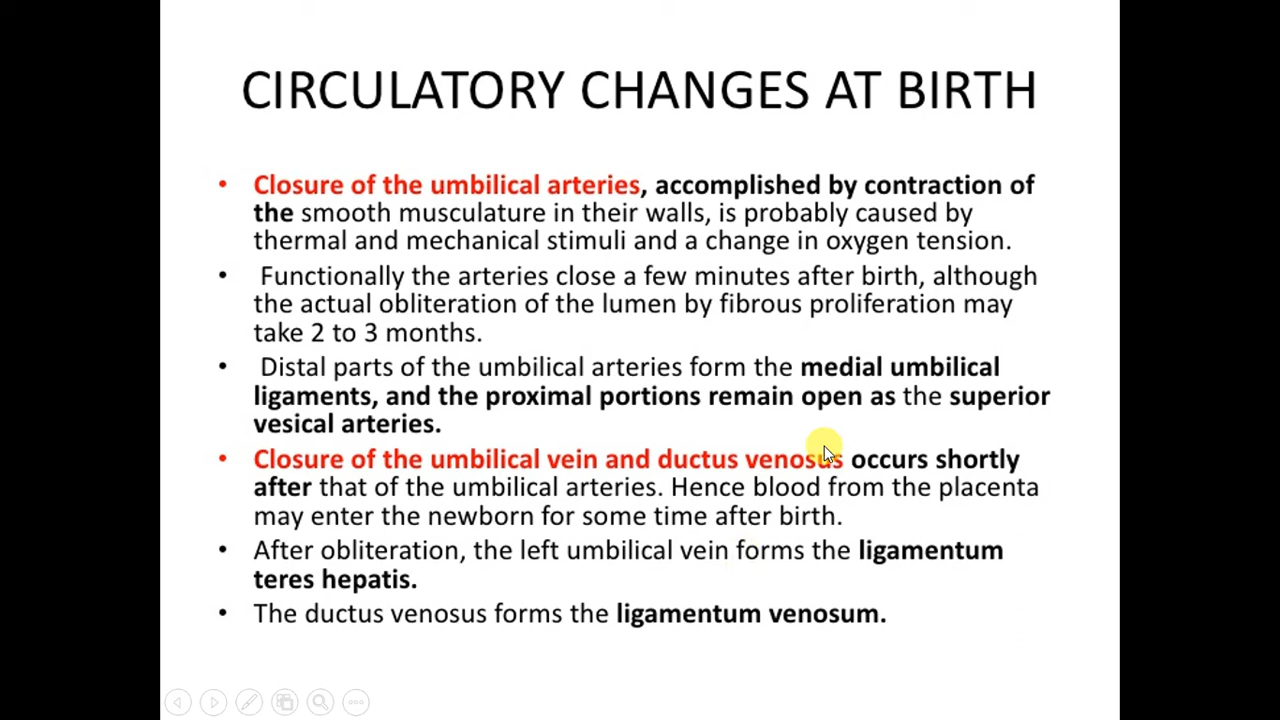 CIRCULATORY CHANGES AT BIRTH
• Closure of the umbilical arteries, accomplished by contraction of
the smooth musculature in their walls, is probably caused by
thermal and mechanical stimuli and a change in oxygen tension.
• Functionally the arteries close a few minutes after birth, although
the actual obliteration of the lumen by fibrous proliferation may
take 2 to 3 months.
• Distal parts of the umbilical arteries form the medial umbilical
ligaments, and the proximal portions remain open as the superior
vesical arteries.
• Closure of the umbilical vein and ductus venosus occurs shortly
after that of the umbilical arteries. Hence blood from the placenta
may enter the newborn for some time after birth.
• After obliteration, the left umbilical vein forms the ligamentum
teres hepatis.
• The ductus venosus forms the ligamentum venosum.